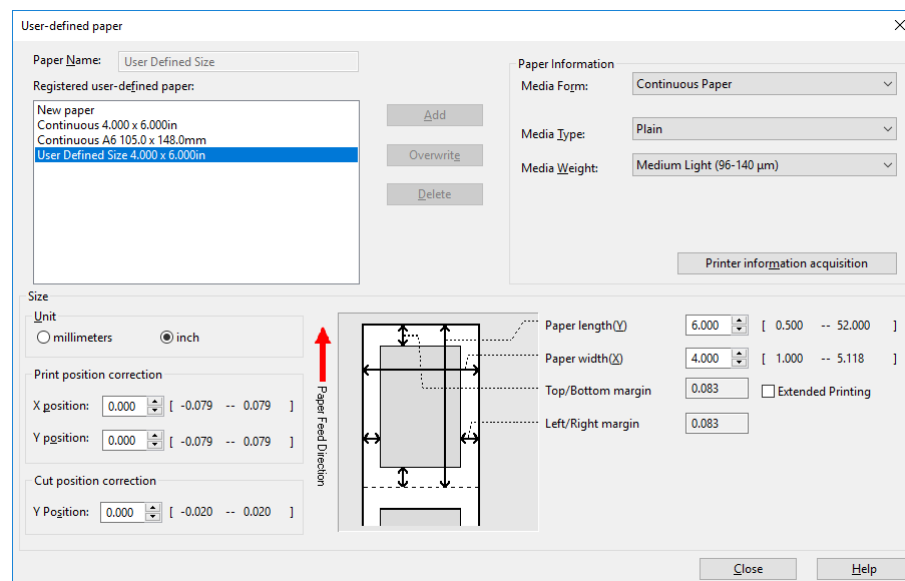 User-defined paper
Paper Name: User Defined Size
Registered user-defined paper:
New paper
Continuous 4.000 x 6.000in
Continuous A6 105.0 x 148.0mm
User Defined Size 4.000 x 6.000in
Add
Overwrite
Delete
Paper Information
Media Form: Continuous Paper
Media Type: Plain
Media Weight: Medium Light (96-140 μm)
Printer information acquisition
Size
Unit
millimeters inch
Print position correction
X position: 0.000 [ -0.079 -- 0.079 ]
Y position: 0.000 [ -0.079 -- 0.079 ]
Cut position correction
Y Position: 0.000 [ -0.020 -- 0.020 ]
Paper Feed Direction
Paper length(Y) 6.000 [ 0.500 -- 52.000 ]
Paper width(X) 4.000 [ 1.000 -- 5.118 ]
Top/Bottom margin 0.083 Extended Printing
Left/Right margin 0.083
Close Help